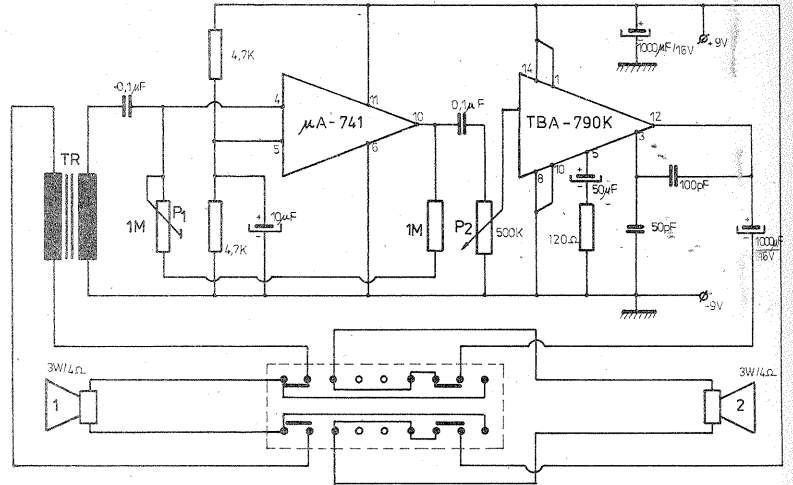 4,7K
1000µF/16V
+9V
-0,1µF
14
1
4
11
10
0,1µF
12
µA-741
TBA-790K
3
5
6
10
8
5
TR
50µF
100pF
1M
P1
10µF
1M
P2
500K
120Ω
50pF
1000µF
16V
4,7K
-9V
3W/4Ω
3W/4Ω
1
2